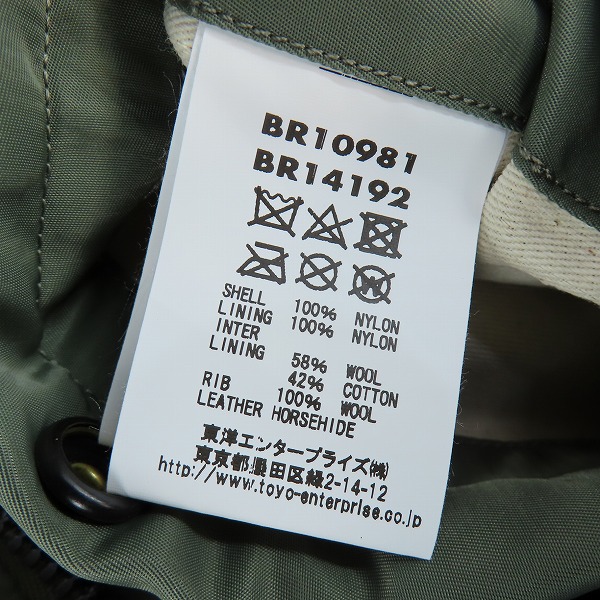 BR10981
BR14192
W
SHELL 100% NYLON
LINING 100% NYLON
INTER
LINING 58% WOOL
42% COTTON
RIB 100% WOOL
LEATHER HORSEHIDE
東洋エンタープライズ㈱
東京都墨田区緑2-14-12
http://www.toyo-enterprise.co.jp